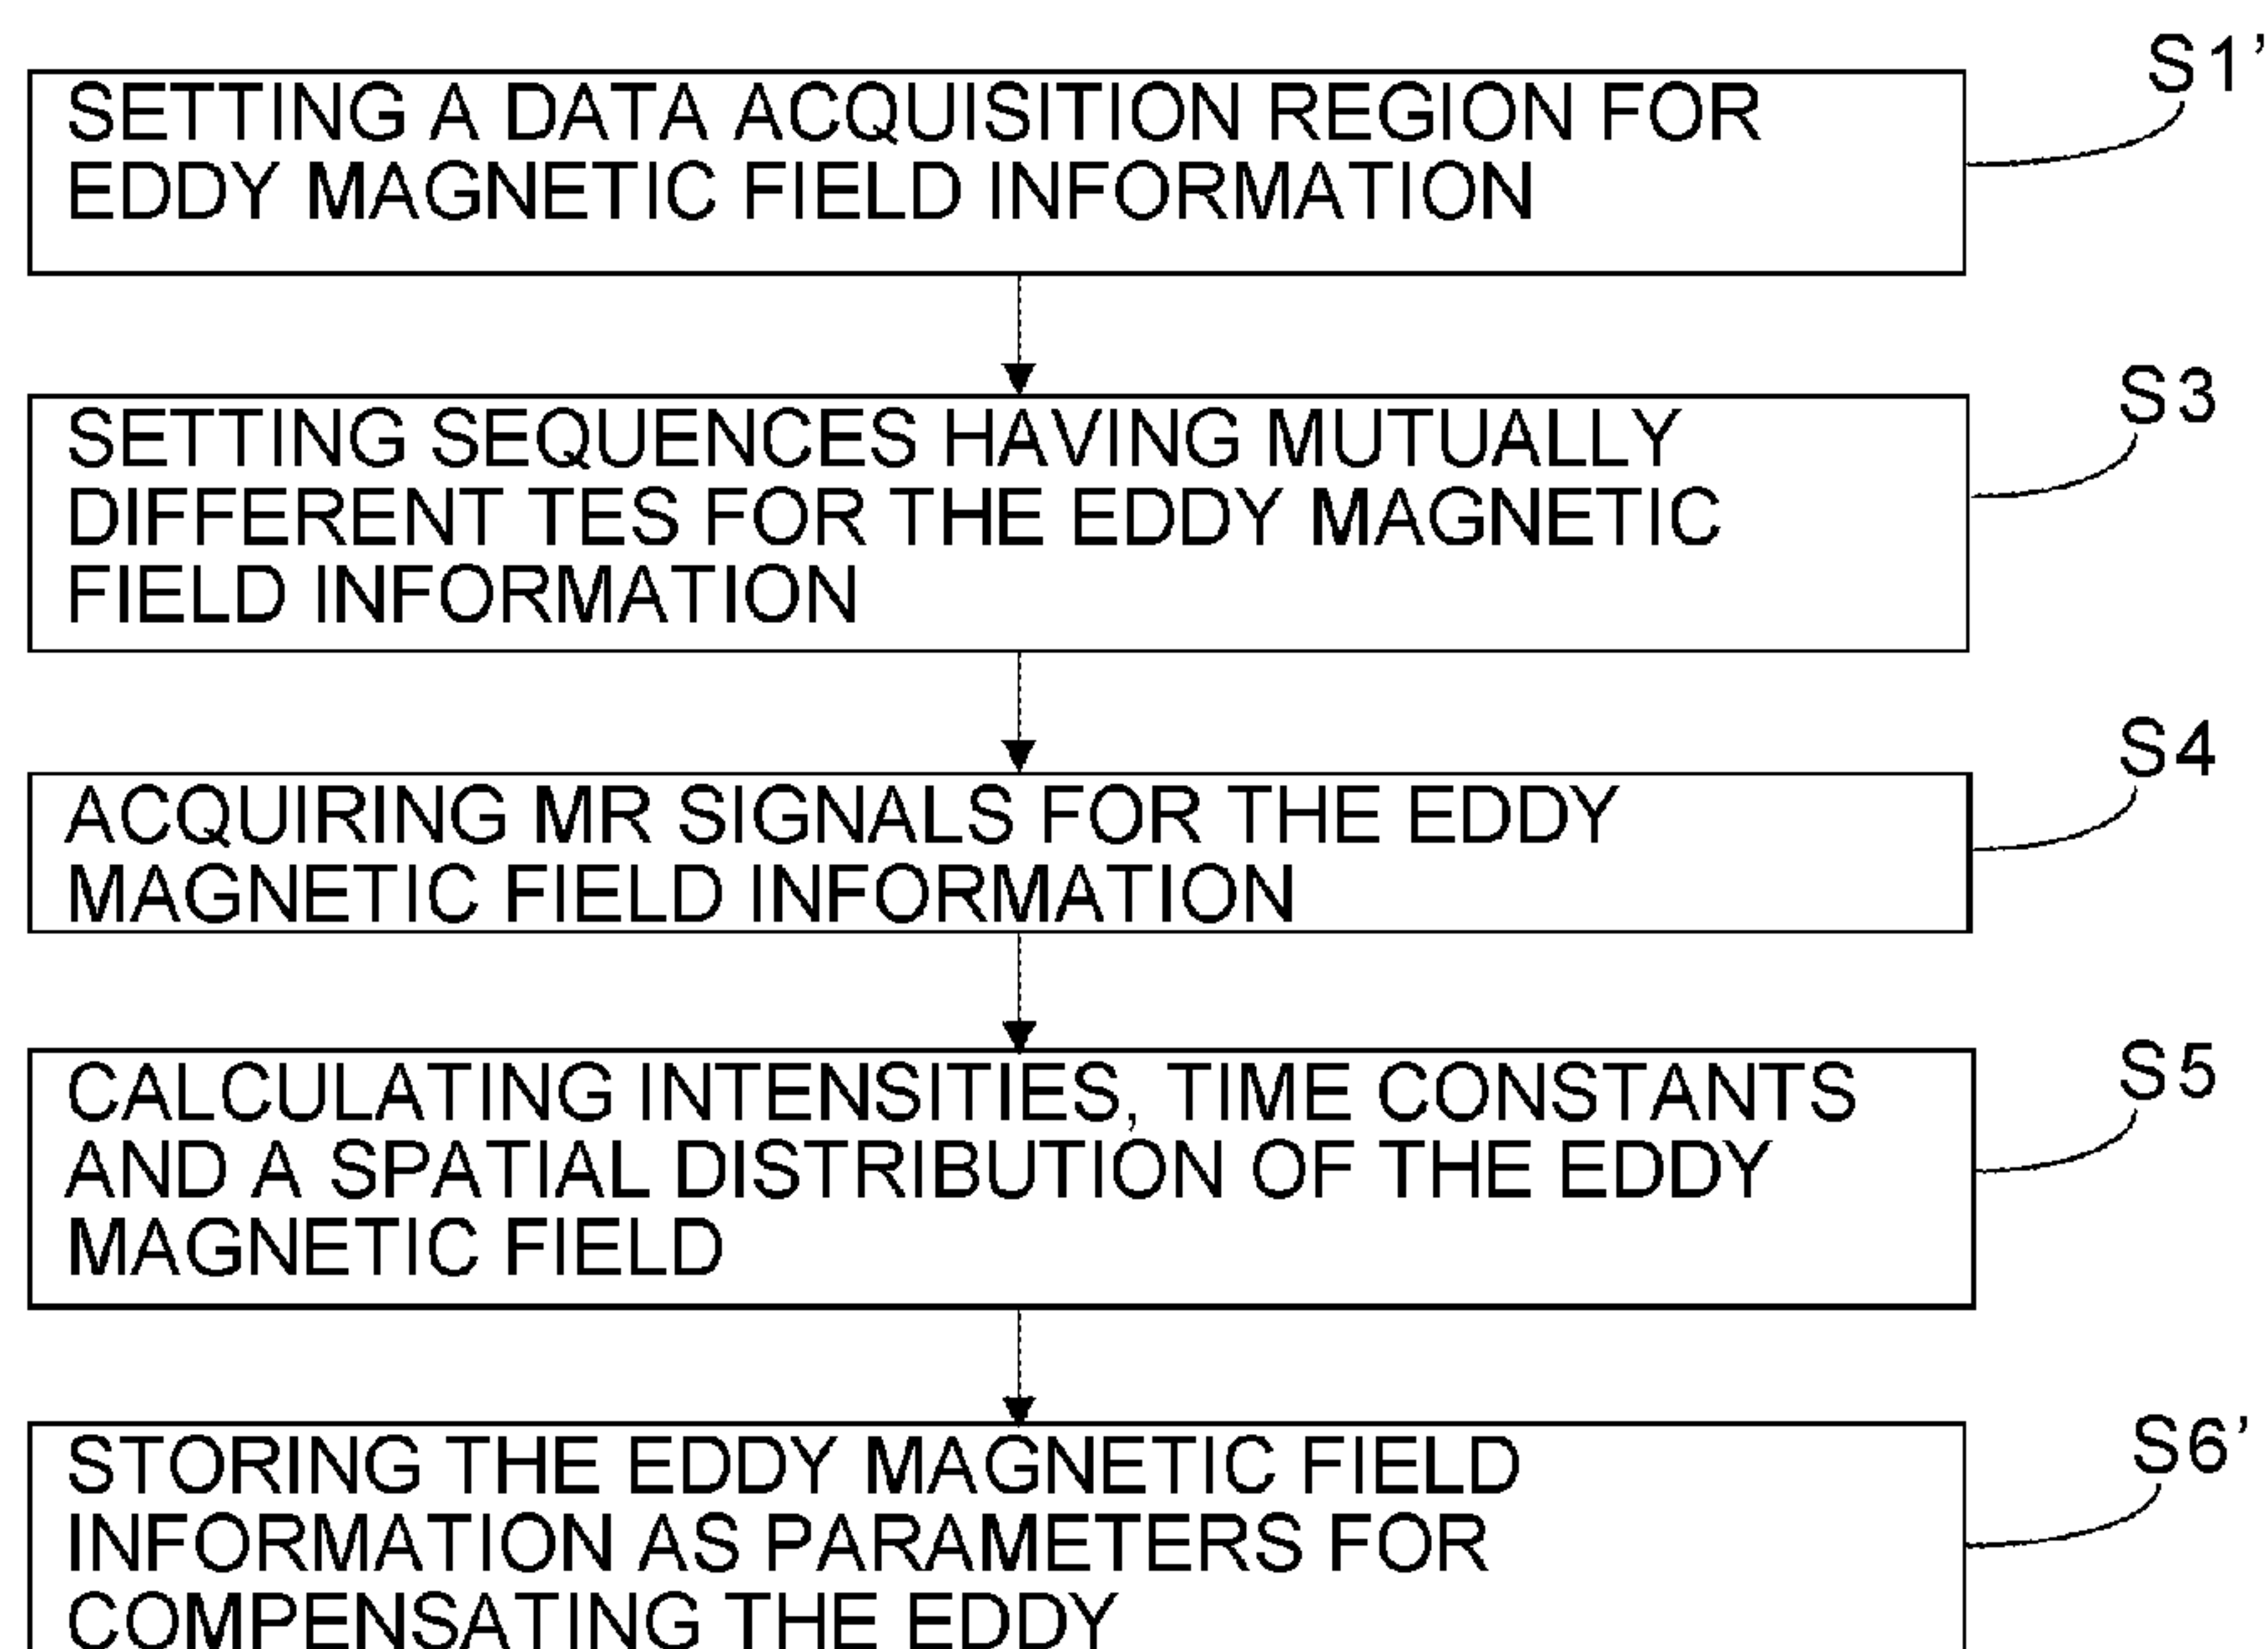 S1'
SETTING A DATA ACQUISITION REGION FOR
EDDY MAGNETIC FIELD INFORMATION
S3
SETTING SEQUENCES HAVING MUTUALLY
DIFFERENT TES FOR THE EDDY MAGNETIC
FIELD INFORMATION
S4
ACQUIRING MR SIGNALS FOR THE EDDY
MAGNETIC FIELD INFORMATION
S5
CALCULATING INTENSITIES, TIME CONSTANTS
AND A SPATIAL DISTRIBUTION OF THE EDDY
MAGNETIC FIELD
S6'
STORING THE EDDY MAGNETIC FIELD
INFORMATION AS PARAMETERS FOR
COMPENSATING THE EDDY